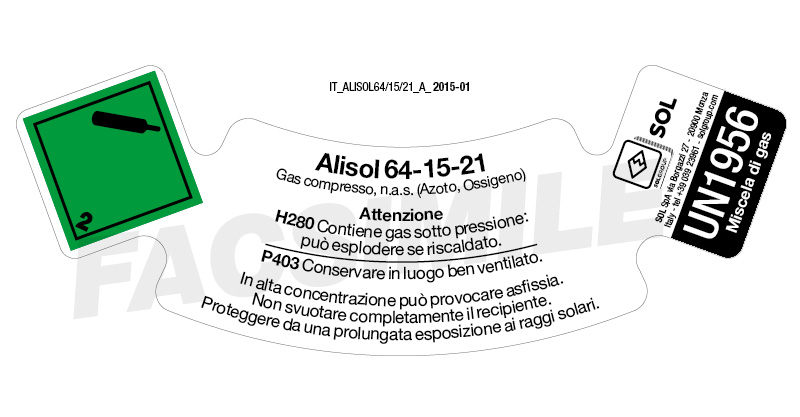 IT_ALISOL64/15/21_A_ 2015-01
2
Alisol 64-15-21
Gas compresso, n.a.s. (Azoto, Ossigeno)
Attenzione
H280 Contiene gas sotto pressione:
può esplodere se riscaldato.
P403 Conservare in luogo ben ventilato.
In alta concentrazione può provocare asfissia.
Non svuotare completamente il recipiente.
Proteggere da una prolungata esposizione ai raggi solari.
FACSIMILE
SOL
SOLGROUP
SOL SpA via Borgazzi 27 - 20900 Monza
Italy - tel +39 039 23961 - solgroup.com
UN1956
Miscela di gas